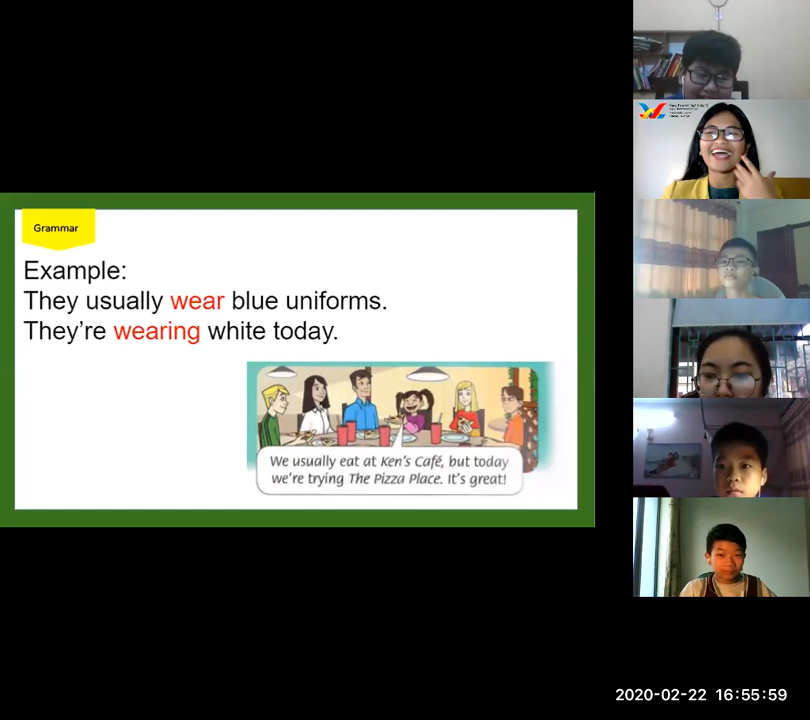 Grammar
Example:
They usually wear blue uniforms.
They're wearing white today.
We usually eat at Ken's Café, but today
we're trying The Pizza Place. It's great!
2020-02-22 16:55:59